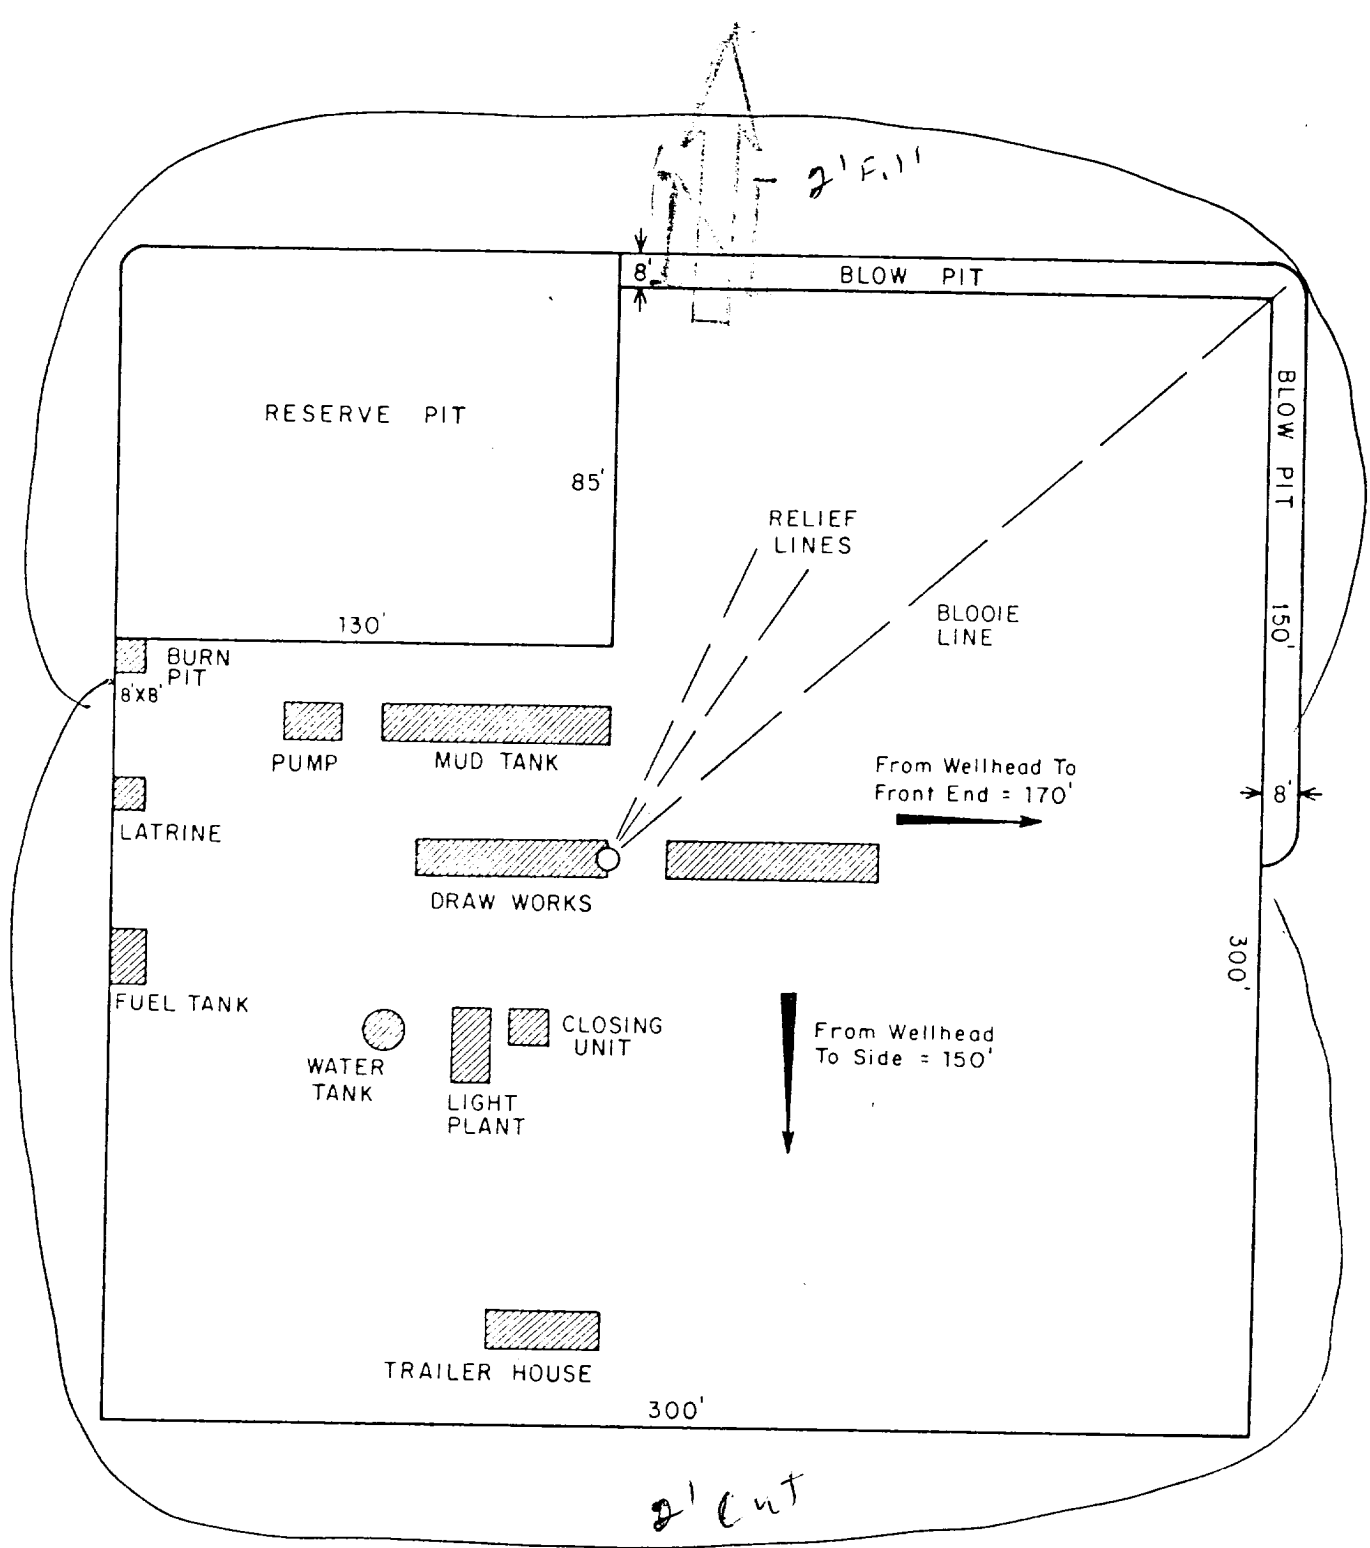 2' Fill
8'
BLOW PIT
RESERVE PIT
85'
BLOW PIT
RELIEF
LINES
130'
BLOOIE
LINE
150'
BURN
PIT
8'X8'
PUMP
MUD TANK
From Wellhead To
Front End = 170'
8'
LATRINE
DRAW WORKS
300'
FUEL TANK
CLOSING
UNIT
From Wellhead
To Side = 150'
WATER
TANK
LIGHT
PLANT
TRAILER HOUSE
300'
2' Cut